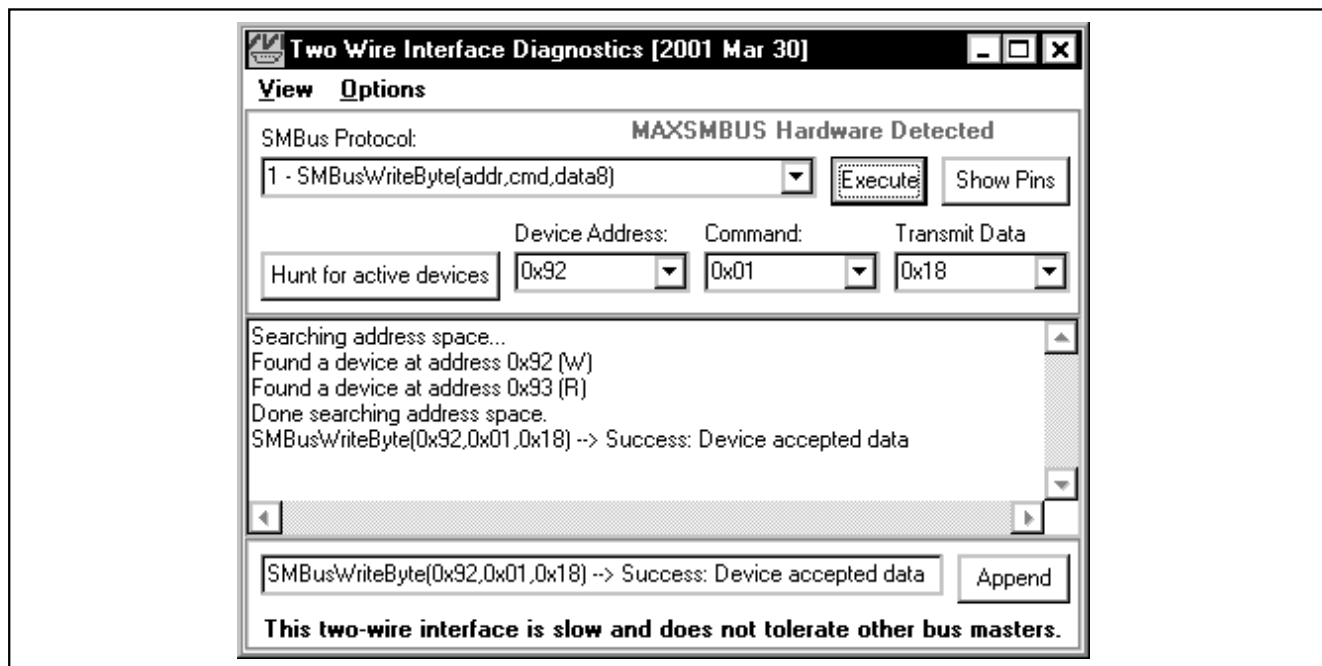 Two Wire Interface Diagnostics [2001 Mar 30]
View Options
SMBus Protocol:
MAXSMBUS Hardware Detected
1 - SMBusWriteByte(addr,cmd,data8)
Execute
Show Pins
Device Address: Command: Transmit Data
Hunt for active devices
0x92 0x01 0x18
Searching address space...
Found a device at address 0x92 (W)
Found a device at address 0x93 (R)
Done searching address space.
SMBusWriteByte(0x92,0x01,0x18) --> Success: Device accepted data
SMBusWriteByte(0x92,0x01,0x18) --> Success: Device accepted data
Append
This two-wire interface is slow and does not tolerate other bus masters.